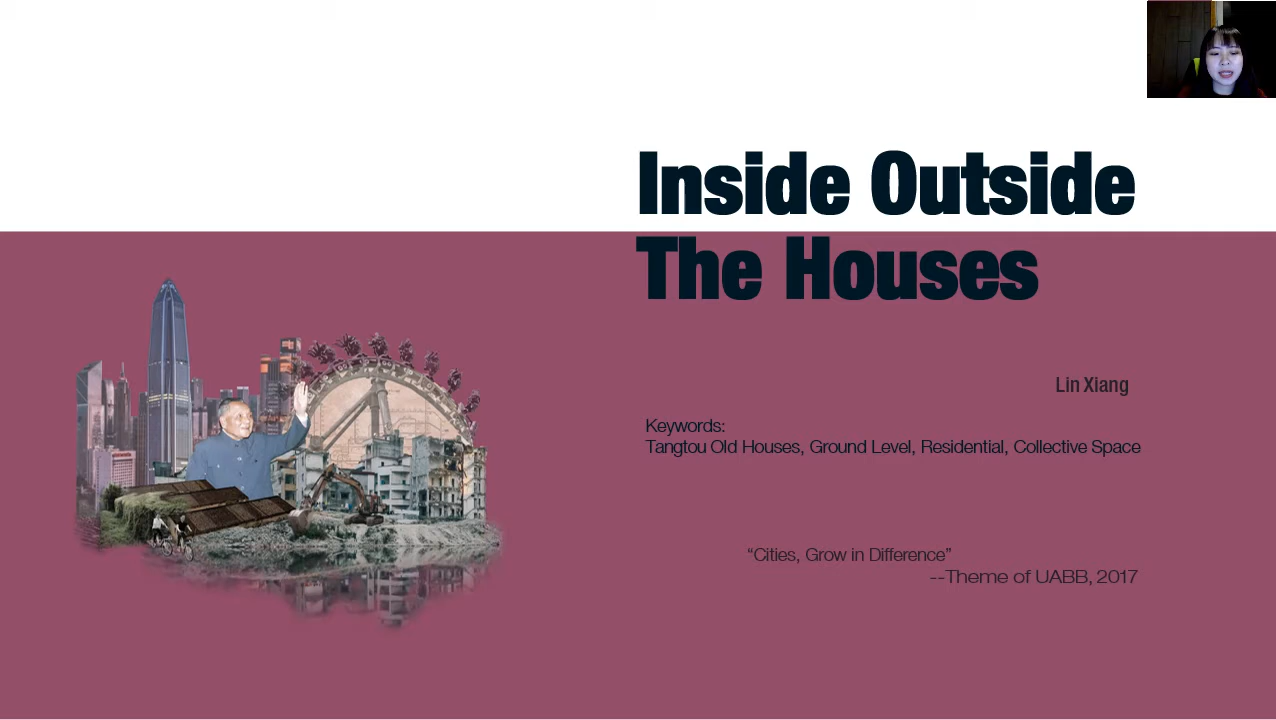 Inside Outside
The Houses
Lin Xiang
Keywords:
Tangtou Old Houses, Ground Level, Residential, Collective Space
“Cities, Grow in Difference”
--Theme of UABB, 2017